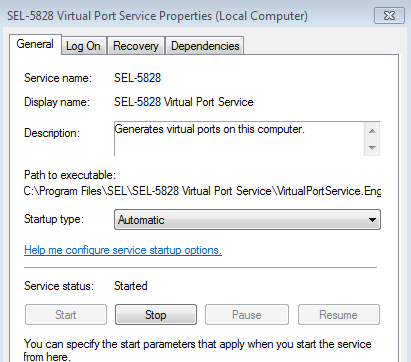 SEL-5828 Virtual Port Service Properties (Local Computer)
General Log On Recovery Dependencies
Service name: SEL-5828
Display name: SEL-5828 Virtual Port Service
Description: Generates virtual ports on this computer.
Path to executable:
C:\Program Files\SEL\SEL-5828 Virtual Port Service\VirtualPortService.Eng
Startup type: Automatic
Help me configure service startup options.
Service status: Started
Start Stop Pause Resume
You can specify the start parameters that apply when you start the service
from here.